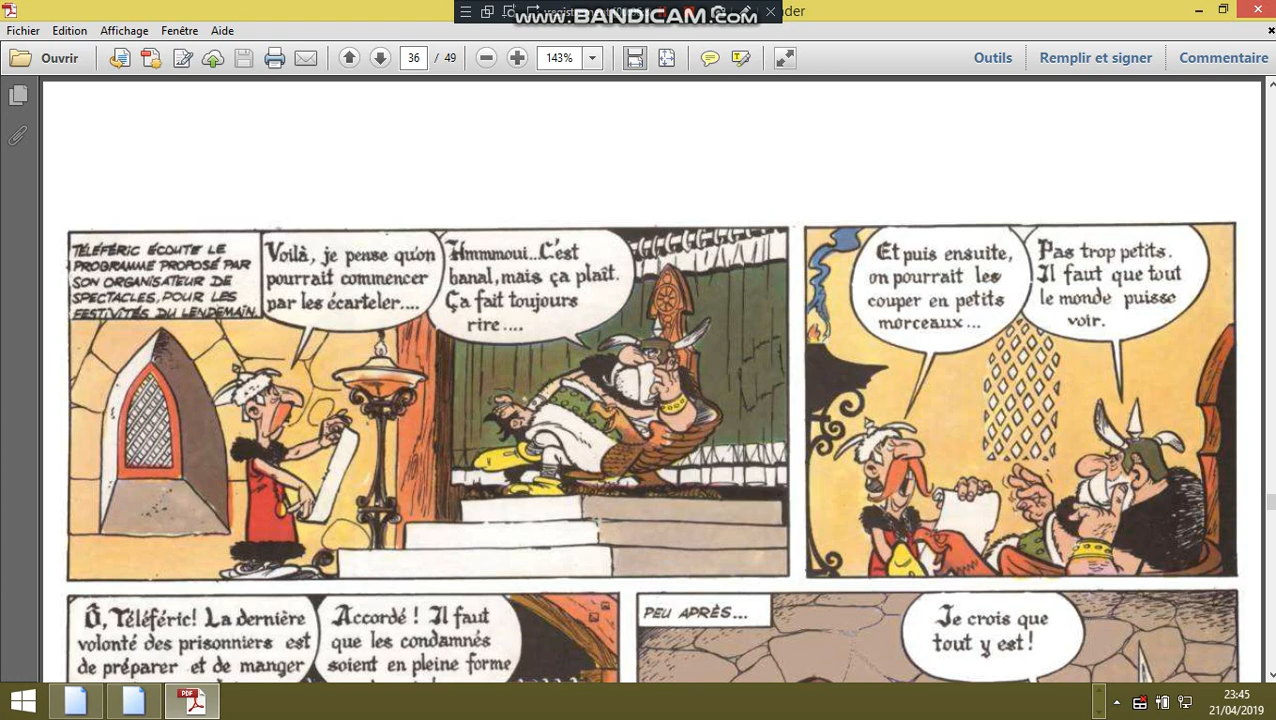 www.BANDICAM.com
Fichier Edition Affichage Fenêtre Aide
Ouvrir 36 / 49 143% Outils Remplir et signer Commentaire
TÉLÉFÉRIC ÉCOUTE LE
PROGRAMME PROPOSÉ PAR
SON ORGANISATEUR DE
SPECTACLES, POUR LES
FESTIVITÉS DU LENDEMAIN.
Voilà, je pense qu'on
pourrait commencer
par les écarteler....
Hmmmoui...C'est
banal, mais ça plaît.
Ça fait toujours
rire....
Et puis ensuite,
on pourrait les
couper en petits
morceaux...
Pas trop petits.
Il faut que tout
le monde puisse
voir.
Ô, Téléféric! La dernière
volonté des prisonniers est
de préparer et de manger
Accordé ! Il faut
que les condamnés
soient en pleine forme
PEU APRÈS...
Je crois que
tout y est!
PDF
23:45
21/04/2019